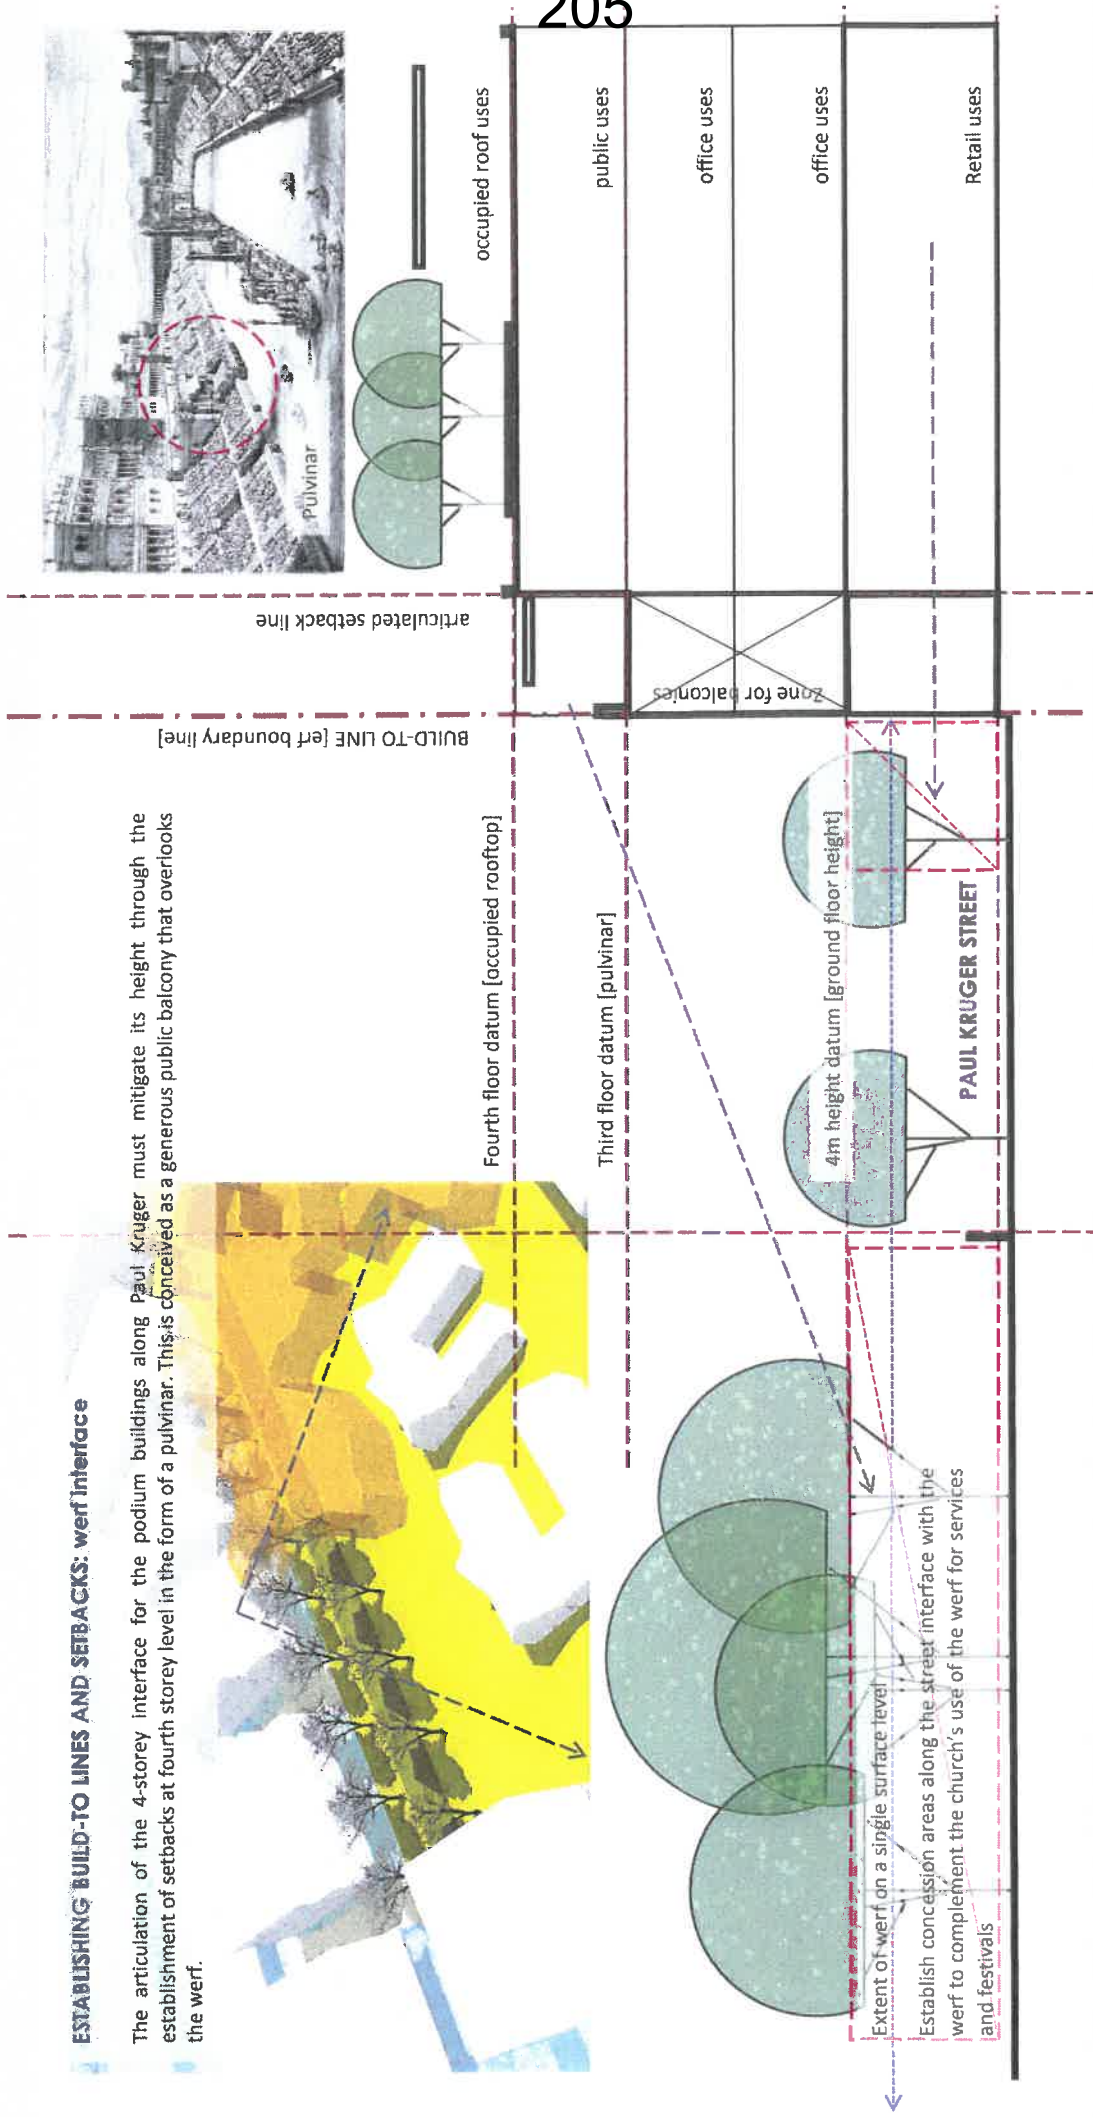 205
ESTABLISHING BUILD-TO LINES AND SETBACKS: werf interface
The articulation of the 4-storey interface for the podium buildings along Paul Kruger must mitigate its height through the
establishment of setbacks at fourth storey level in the form of a pulvinar. This is conceived as a generous public balcony that overlooks
the werf.
Pulvinar
BUILD-TO LINE [erf boundary line]
articulated setback line
occupied roof uses
Fourth floor datum [occupied rooftop]
public uses
Third floor datum [pulvinar]
office uses
Zone for balconies
office uses
4m height datum [ground floor height]
Retail uses
PAUL KRUGER STREET
Extent of werf on a single surface level
Establish concession areas along the street interface with the
werf to complement the church's use of the werf for services
and festivals